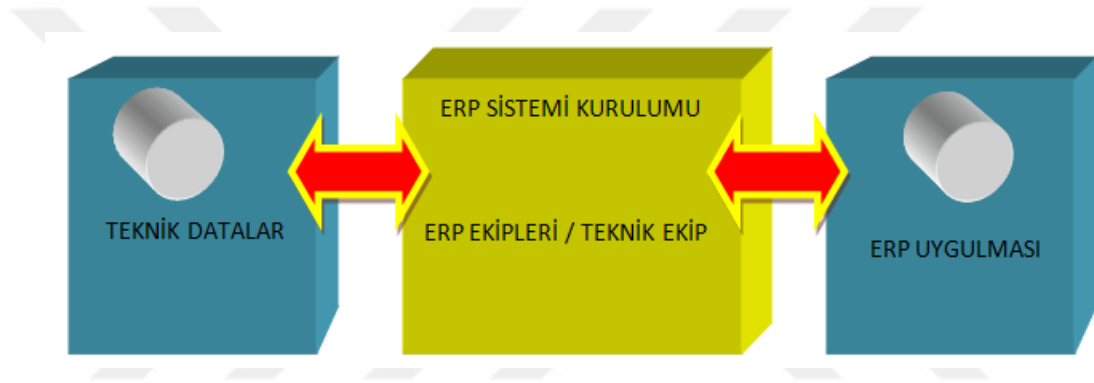 ERP SİSTEMİ KURULUMU
TEKNİK DATALAR
ERP EKİPLERİ / TEKNİK EKİP
ERP UYGULMASI